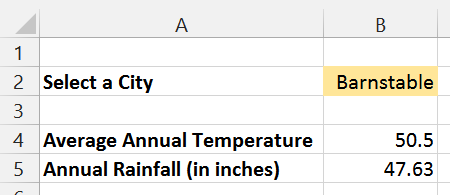 A B
1
2 Select a City Barnstable
3
4 Average Annual Temperature 50.5
5 Annual Rainfall (in inches) 47.63